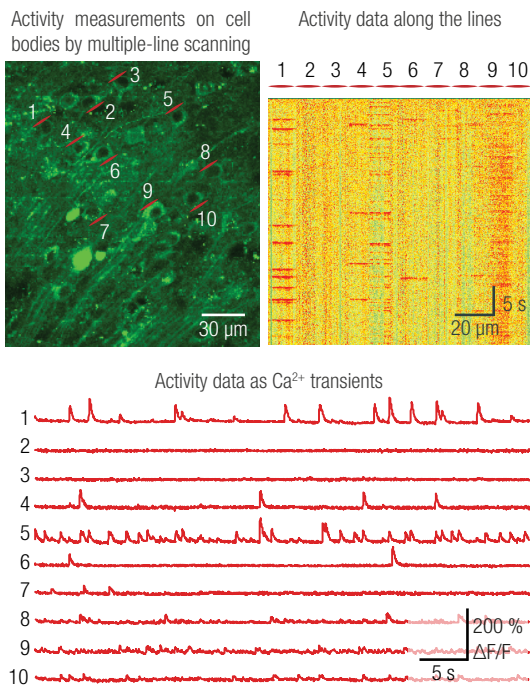 Activity measurements on cell
bodies by multiple-line scanning
Activity data along the lines
1 2 3 4 5 6 7 8 9 10
3
1
2
5
4
6
8
9
7
10
30 µm
5 s
20 µm
Activity data as Ca²⁺ transients
1
2
3
4
5
6
7
8
9
10
200 %
ΔF/F
5 s